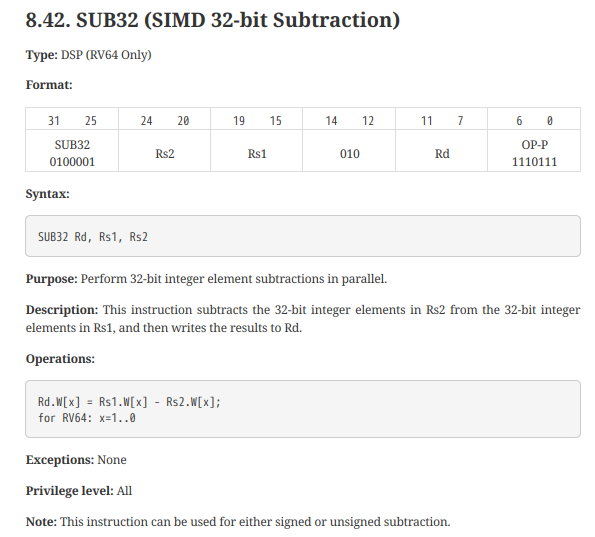 8.42. SUB32 (SIMD 32-bit Subtraction)
Type: DSP (RV64 Only)
Format:
31 25 24 20 19 15 14 12 11 7 6 0
SUB32 OP-P
Rs2 Rs1 010 Rd
0100001 1110111
Syntax:
SUB32 Rd, Rs1, Rs2
Purpose: Perform 32-bit integer element subtractions in parallel.
Description: This instruction subtracts the 32-bit integer elements in Rs2 from the 32-bit integer
elements in Rs1, and then writes the results to Rd.
Operations:
Rd.W[x] = Rs1.W[x] - Rs2.W[x];
for RV64: x=1..0
Exceptions: None
Privilege level: All
Note: This instruction can be used for either signed or unsigned subtraction.